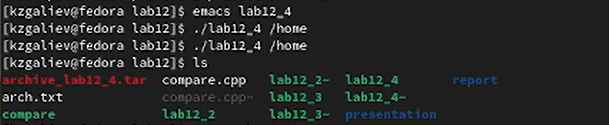 [kzgaliev@fedora lab12]$ emacs lab12_4
[kzgaliev@fedora lab12]$ ./lab12_4 /home
[kzgaliev@fedora lab12]$ ./lab12_4 /home
[kzgaliev@fedora lab12]$ ls
archive_lab12_4.tar compare.cpp lab12_2~ lab12_4 report
arch.txt compare.cpp~ lab12_3 lab12_4~
compare lab12_2 lab12_3~ presentation